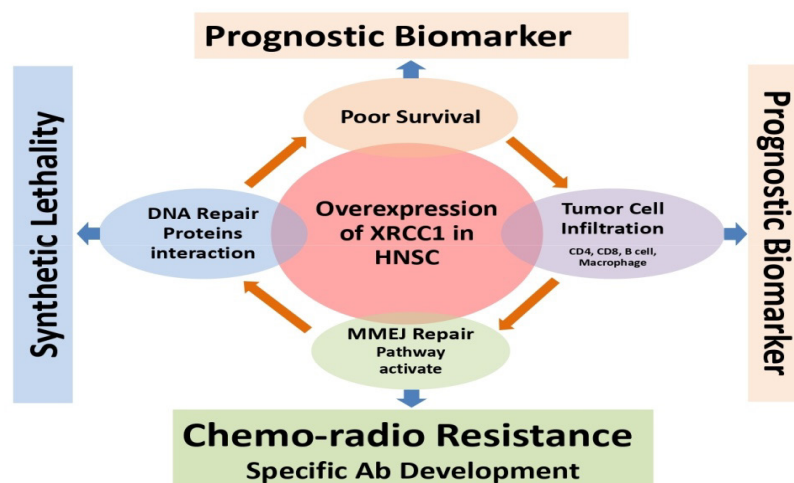 Prognostic Biomarker
Synthetic Lethality
Poor Survival
DNA Repair
Proteins
interaction
Overexpression
of XRCC1 in
HNSC
Tumor Cell
Infiltration
CD4, CD8, B cell,
Macrophage
Prognostic Biomarker
MMEJ Repair
Pathway
activate
Chemo-radio Resistance
Specific Ab Development